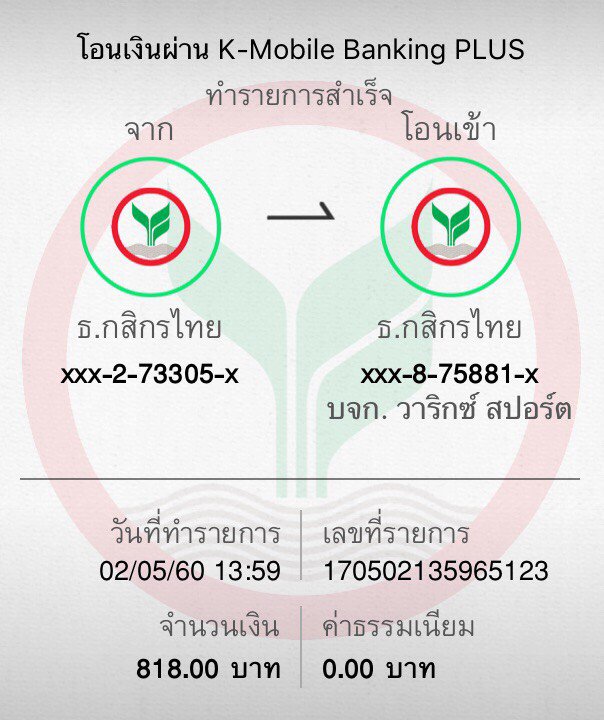 โอนเงินผ่าน K-Mobile Banking PLUS
ทำรายการสำเร็จ
จาก
โอนเข้า
ธ.กสิกรไทย
ธ.กสิกรไทย
xxx-2-73305-x
xxx-8-75881-x
บจก. วาริกซ์ สปอร์ต
วันที่ทำรายการ
เลขที่รายการ
02/05/60 13:59
170502135965123
จำนวนเงิน
ค่าธรรมเนียม
818.00 บาท
0.00 บาท